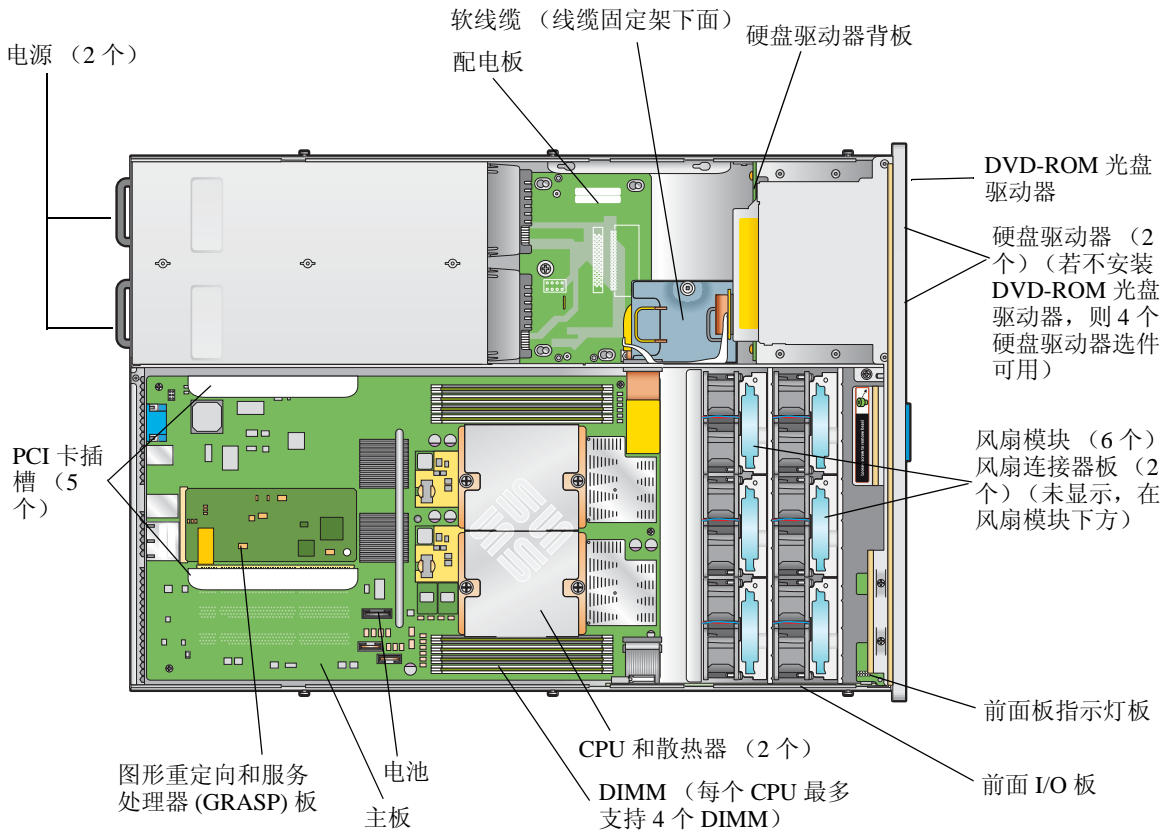 软线缆 （线缆固定架下面）
硬盘驱动器背板
电源 （2 个）
配电板
DVD-ROM 光盘
驱动器
硬盘驱动器 （2
个）（若不安装
DVD-ROM 光盘
驱动器，则 4 个
硬盘驱动器选件
可用）
PCI 卡插
槽 （5
个）
风扇模块 （6 个）
风扇连接器板 （2
个）（未显示，在
风扇模块下方）
SUN
前面板指示灯板
CPU 和散热器 （2 个）
图形重定向和服务
处理器 (GRASP) 板
电池
主板
DIMM （每个 CPU 最多
支持 4 个 DIMM）
前面 I/O 板